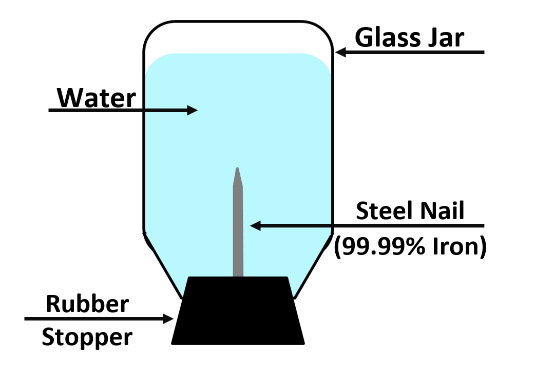 Glass Jar
Water
Steel Nail
(99.99% Iron)
Rubber
Stopper